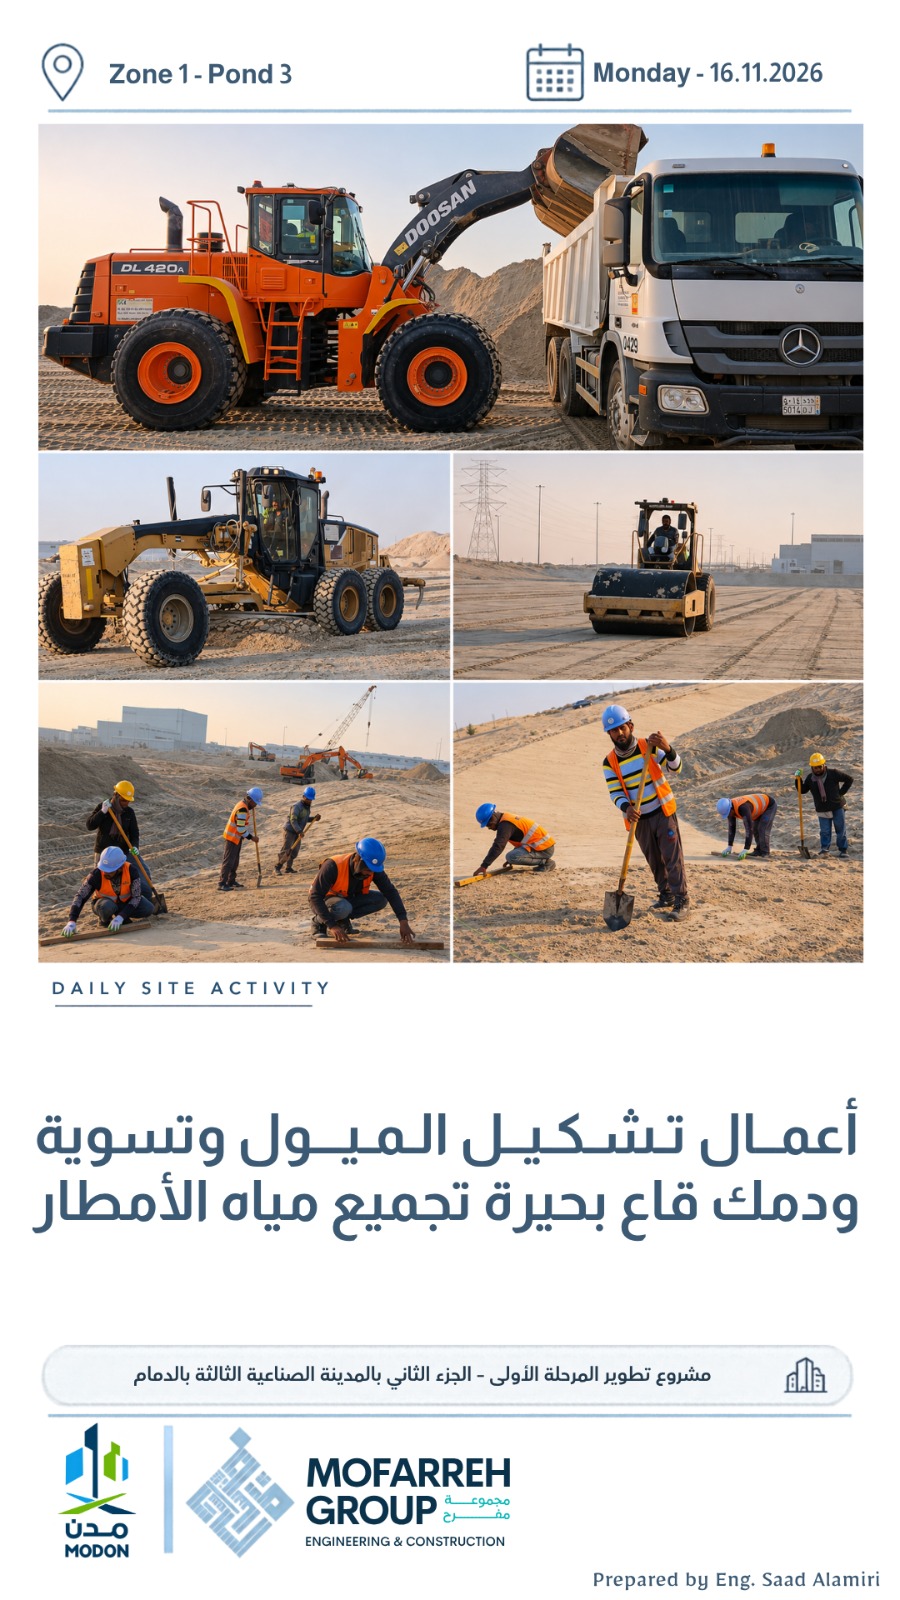 Zone 1 - Pond 3
Monday - 16.11.2026
DOOSAN
DL 420A
0429
5014
DAILY SITE ACTIVITY
أعمال تشكيل الميول وتسوية
ودمك قاع بحيرة تجميع مياه الأمطار
مشروع تطوير المرحلة الأولى - الجزء الثاني بالمدينة الصناعية الثالثة بالدمام
مدن
MODON
MOFARREH
GROUP
مجموعة
مفرح
ENGINEERING & CONSTRUCTION
Prepared by Eng. Saad Alamiri